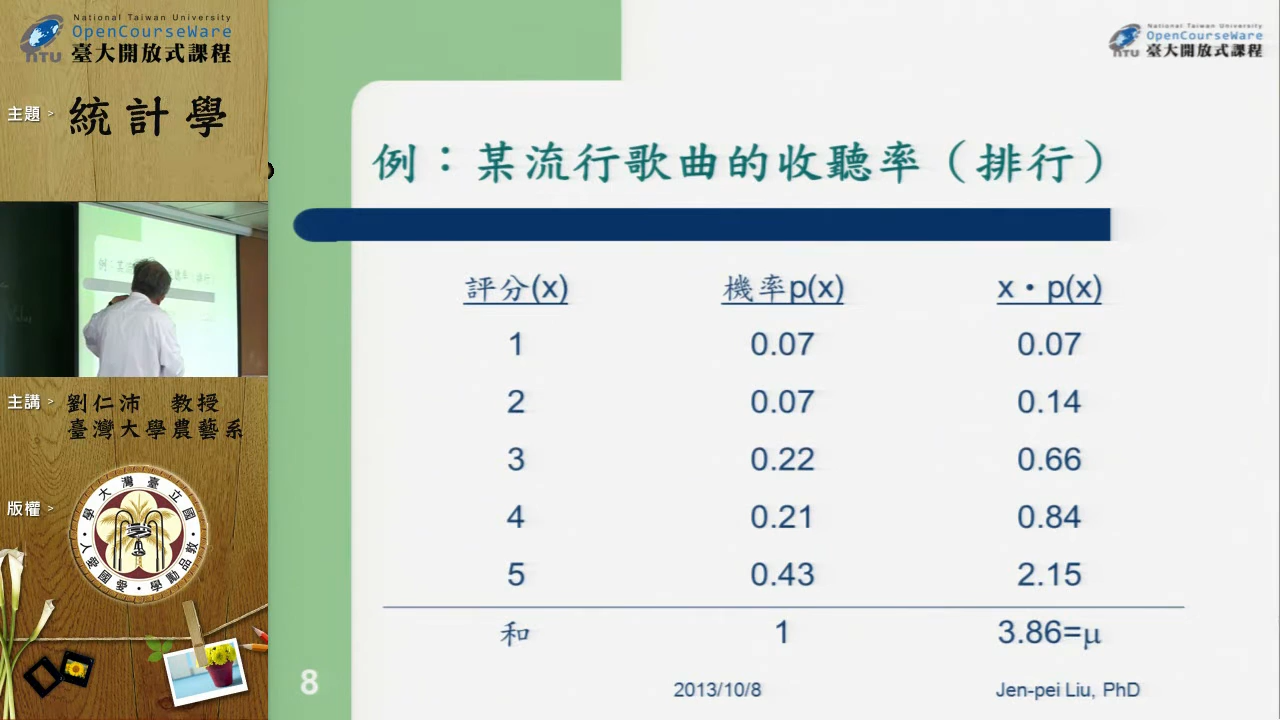 National Taiwan University
OpenCourseWare
NTU 臺大開放式課程
主題 > 統計學
主講 > 劉仁沛 教授
臺灣大學農藝系
版權 >
National Taiwan University
OpenCourseWare
NTU 臺大開放式課程
例：某流行歌曲的收聽率（排行）
評分(x) 機率p(x) x•p(x)
1 0.07 0.07
2 0.07 0.14
3 0.22 0.66
4 0.21 0.84
5 0.43 2.15
和 1 3.86=μ
8 2013/10/8 Jen-pei Liu, PhD